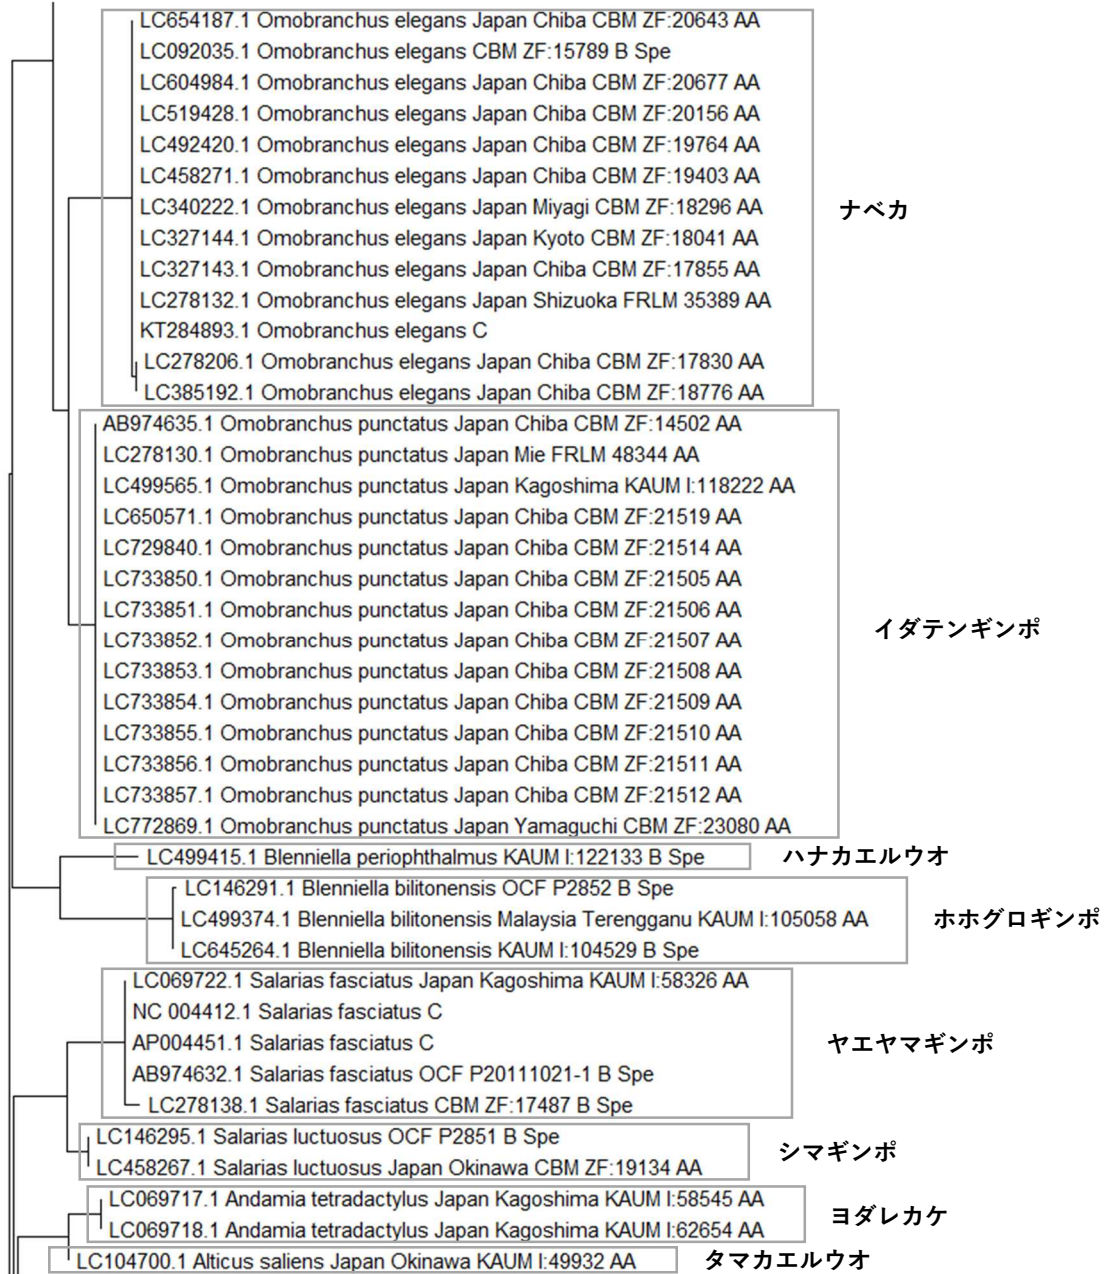 LC654187.1 Omobranchus elegans Japan Chiba CBM ZF:20643 AA
LC092035.1 Omobranchus elegans CBM ZF:15789 B Spe
LC604984.1 Omobranchus elegans Japan Chiba CBM ZF:20677 AA
LC519428.1 Omobranchus elegans Japan Chiba CBM ZF:20156 AA
LC492420.1 Omobranchus elegans Japan Chiba CBM ZF:19764 AA
LC458271.1 Omobranchus elegans Japan Chiba CBM ZF:19403 AA
LC340222.1 Omobranchus elegans Japan Miyagi CBM ZF:18296 AA
LC327144.1 Omobranchus elegans Japan Kyoto CBM ZF:18041 AA
LC327143.1 Omobranchus elegans Japan Chiba CBM ZF:17855 AA
LC278132.1 Omobranchus elegans Japan Shizuoka FRLM 35389 AA
KT284893.1 Omobranchus elegans C
LC278206.1 Omobranchus elegans Japan Chiba CBM ZF:17830 AA
LC385192.1 Omobranchus elegans Japan Chiba CBM ZF:18776 AA
ナベカ
AB974635.1 Omobranchus punctatus Japan Chiba CBM ZF:14502 AA
LC278130.1 Omobranchus punctatus Japan Mie FRLM 48344 AA
LC499565.1 Omobranchus punctatus Japan Kagoshima KAUM I:118222 AA
LC650571.1 Omobranchus punctatus Japan Chiba CBM ZF:21519 AA
LC729840.1 Omobranchus punctatus Japan Chiba CBM ZF:21514 AA
LC733850.1 Omobranchus punctatus Japan Chiba CBM ZF:21505 AA
LC733851.1 Omobranchus punctatus Japan Chiba CBM ZF:21506 AA
LC733852.1 Omobranchus punctatus Japan Chiba CBM ZF:21507 AA
LC733853.1 Omobranchus punctatus Japan Chiba CBM ZF:21508 AA
LC733854.1 Omobranchus punctatus Japan Chiba CBM ZF:21509 AA
LC733855.1 Omobranchus punctatus Japan Chiba CBM ZF:21510 AA
LC733856.1 Omobranchus punctatus Japan Chiba CBM ZF:21511 AA
LC733857.1 Omobranchus punctatus Japan Chiba CBM ZF:21512 AA
LC772869.1 Omobranchus punctatus Japan Yamaguchi CBM ZF:23080 AA
イダテンギンポ
LC499415.1 Blenniella periophthalmus KAUM I:122133 B Spe
ハナカエルウオ
LC146291.1 Blenniella bilitonensis OCF P2852 B Spe
LC499374.1 Blenniella bilitonensis Malaysia Terengganu KAUM I:105058 AA
LC645264.1 Blenniella bilitonensis KAUM I:104529 B Spe
ホホグロギンポ
LC069722.1 Salarias fasciatus Japan Kagoshima KAUM I:58326 AA
NC 004412.1 Salarias fasciatus C
AP004451.1 Salarias fasciatus C
AB974632.1 Salarias fasciatus OCF P20111021-1 B Spe
LC278138.1 Salarias fasciatus CBM ZF:17487 B Spe
ヤエヤマギンポ
LC146295.1 Salarias luctuosus OCF P2851 B Spe
LC458267.1 Salarias luctuosus Japan Okinawa CBM ZF:19134 AA
シマギンポ
LC069717.1 Andamia tetradactylus Japan Kagoshima KAUM I:58545 AA
LC069718.1 Andamia tetradactylus Japan Kagoshima KAUM I:62654 AA
ヨダレカケ
LC104700.1 Alticus saliens Japan Okinawa KAUM I:49932 AA
タマカエルウオ